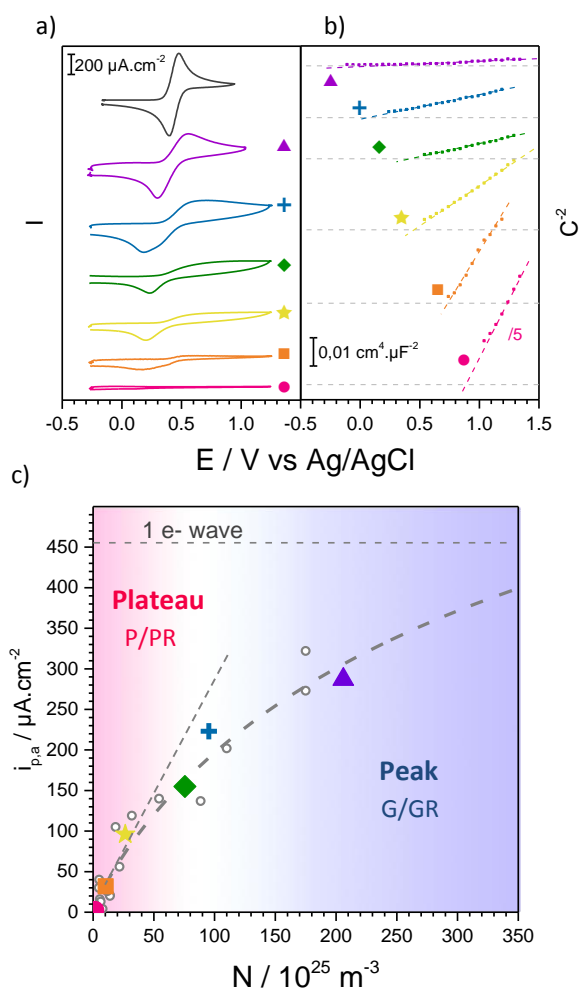 a)
b)
200 µA.cm⁻²
I
C⁻²
/5
0,01 cm⁴.µF⁻²
-0.5 0.0 0.5 1.0 -0.5 0.0 0.5 1.0 1.5
E / V vs Ag/AgCl
c)
1 e- wave
450
400
350
300
250
200
150
100
50
0
Plateau
P/PR
Peak
G/GR
i p,a / µA.cm⁻²
0 50 100 150 200 250 300 350
N / 10²⁵ m⁻³